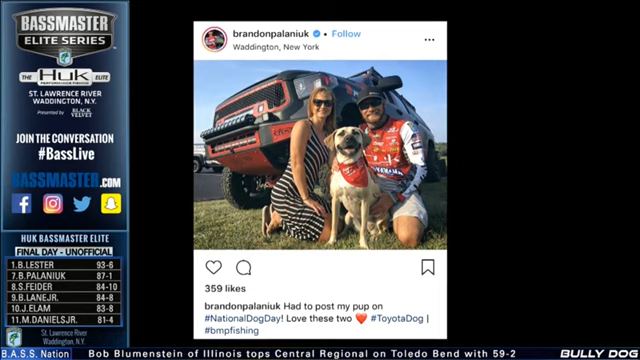 BASSMASTER
ELITE SERIES
THE Huk ELITE
PERFORMANCE FISHING
ST. LAWRENCE RIVER
WADDINGTON, N.Y.
Presented by BLACK VELVET
JOIN THE CONVERSATION
#BassLive
BASSMASTER.COM
HUK BASSMASTER ELITE
FINAL DAY - UNOFFICIAL
1.B.LESTER 93-6
7.B.PALANIUK 87-1
8.S.FEIDER 84-10
9.B.LANEJR. 84-8
10.J.ELAM 83-8
11.M.DANIELSJR. 81-4
St. Lawrence River
Waddington, N.Y.
brandonpalaniuk • Follow
Waddington, New York
359 likes
brandonpalaniuk Had to post my pup on
#NationalDogDay! Love these two ❤️ #ToyotaDog |
#bmpfishing
B.A.S.S. Nation Bob Blumenstein of Illinois tops Central Regional on Toledo Bend with 59-2 BULLY DOG